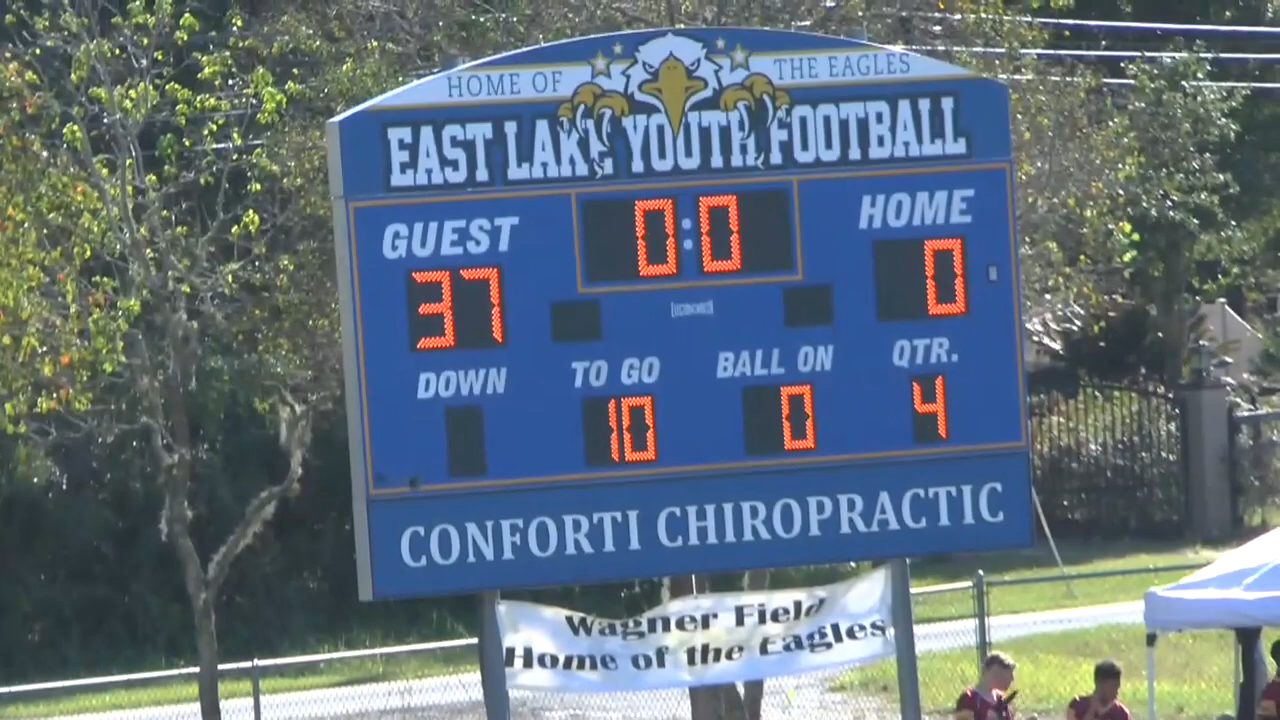 HOME OF THE EAGLES
EAST LAKE YOUTH FOOTBALL
GUEST 0:0 HOME
37 0
DOWN TO GO BALL ON QTR.
10 0 4
CONFORTI CHIROPRACTIC
Wagner Field
Home of the Eagles